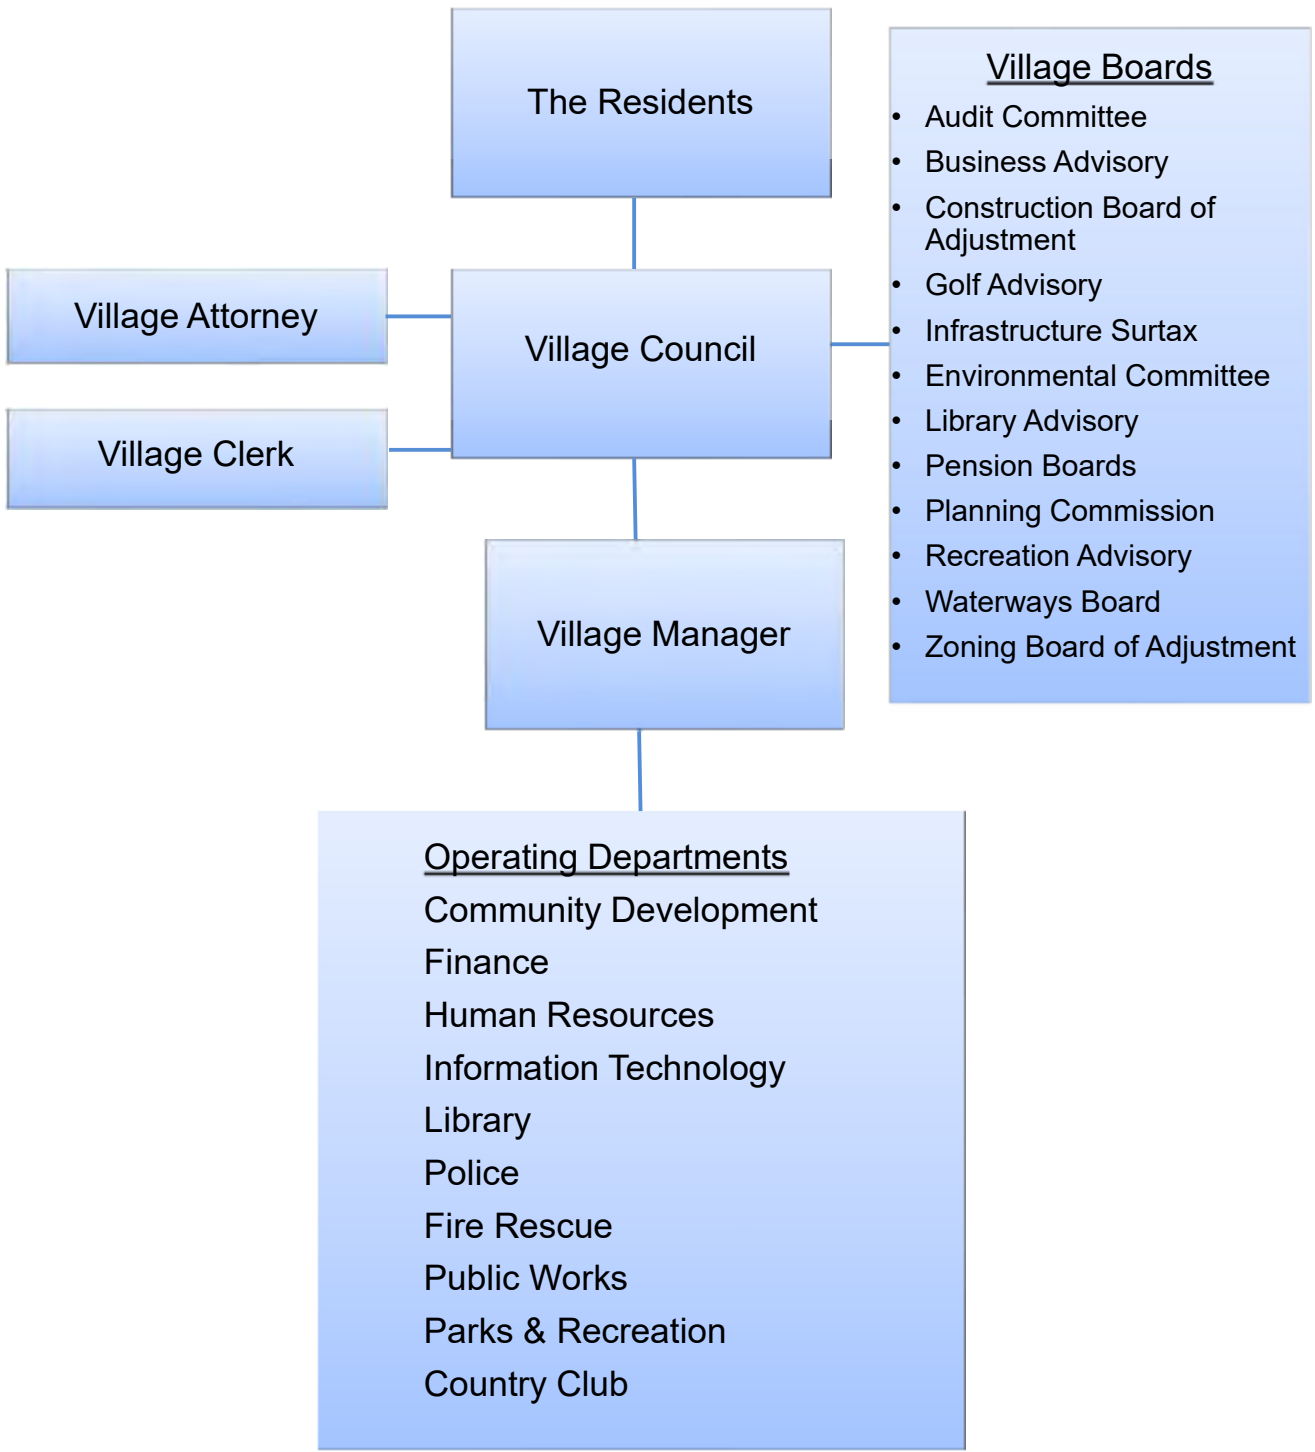 The Residents
Village Attorney
Village Council
Village Clerk
Village Manager
Village Boards
• Audit Committee
• Business Advisory
• Construction Board of
Adjustment
• Golf Advisory
• Infrastructure Surtax
• Environmental Committee
• Library Advisory
• Pension Boards
• Planning Commission
• Recreation Advisory
• Waterways Board
• Zoning Board of Adjustment
Operating Departments
Community Development
Finance
Human Resources
Information Technology
Library
Police
Fire Rescue
Public Works
Parks & Recreation
Country Club